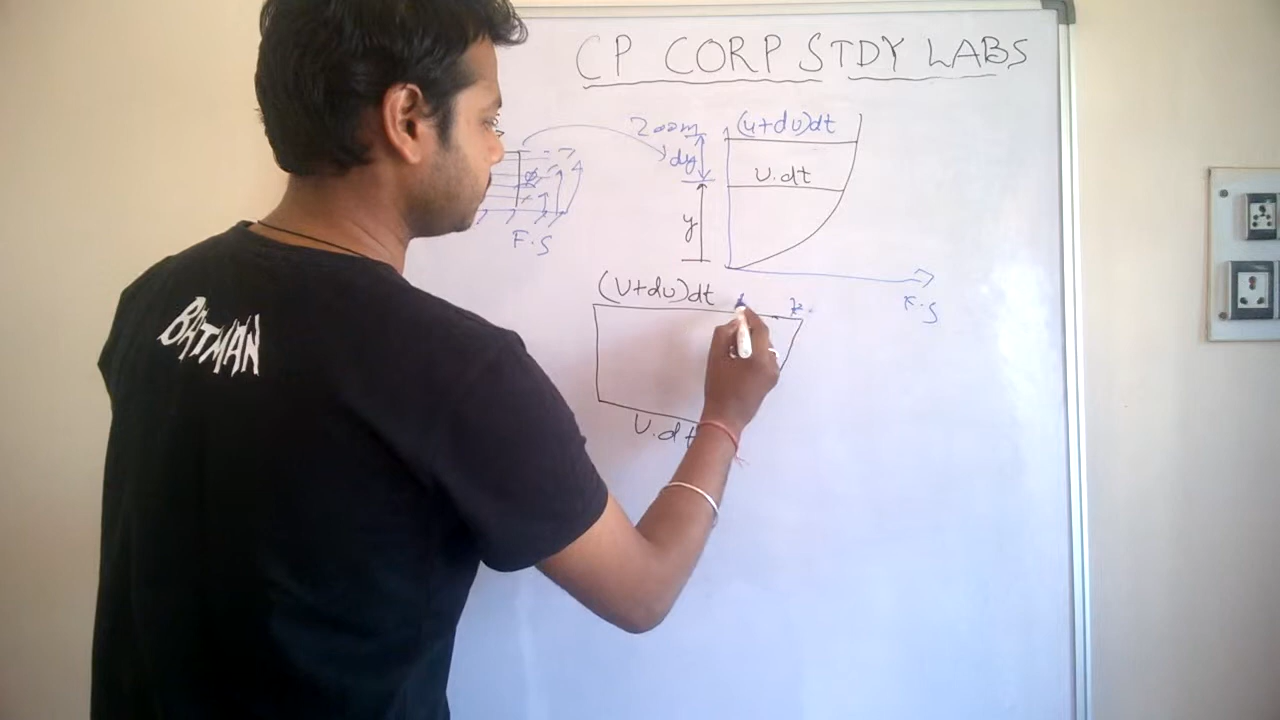 CP CORP STDY LABS
Zoom
(u+du)dt
dy
U.dt
y
F.S
F.S
(U+du)dt
U.dt
BATMAN